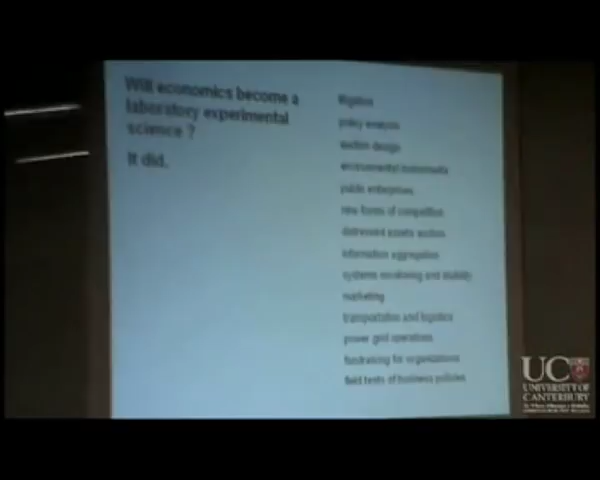 Will economics become a
laboratory experimental
science ?
It did.
litigation
policy analysis
auction design
environmental
public enterprises
new forms of competition
distressed assets auction
information aggregation
systems monitoring and stability
marketing
transportation and logistics
power grid operations
fundraising for organizations
field tests of business policies
UC
UNIVERSITY OF
CANTERBURY